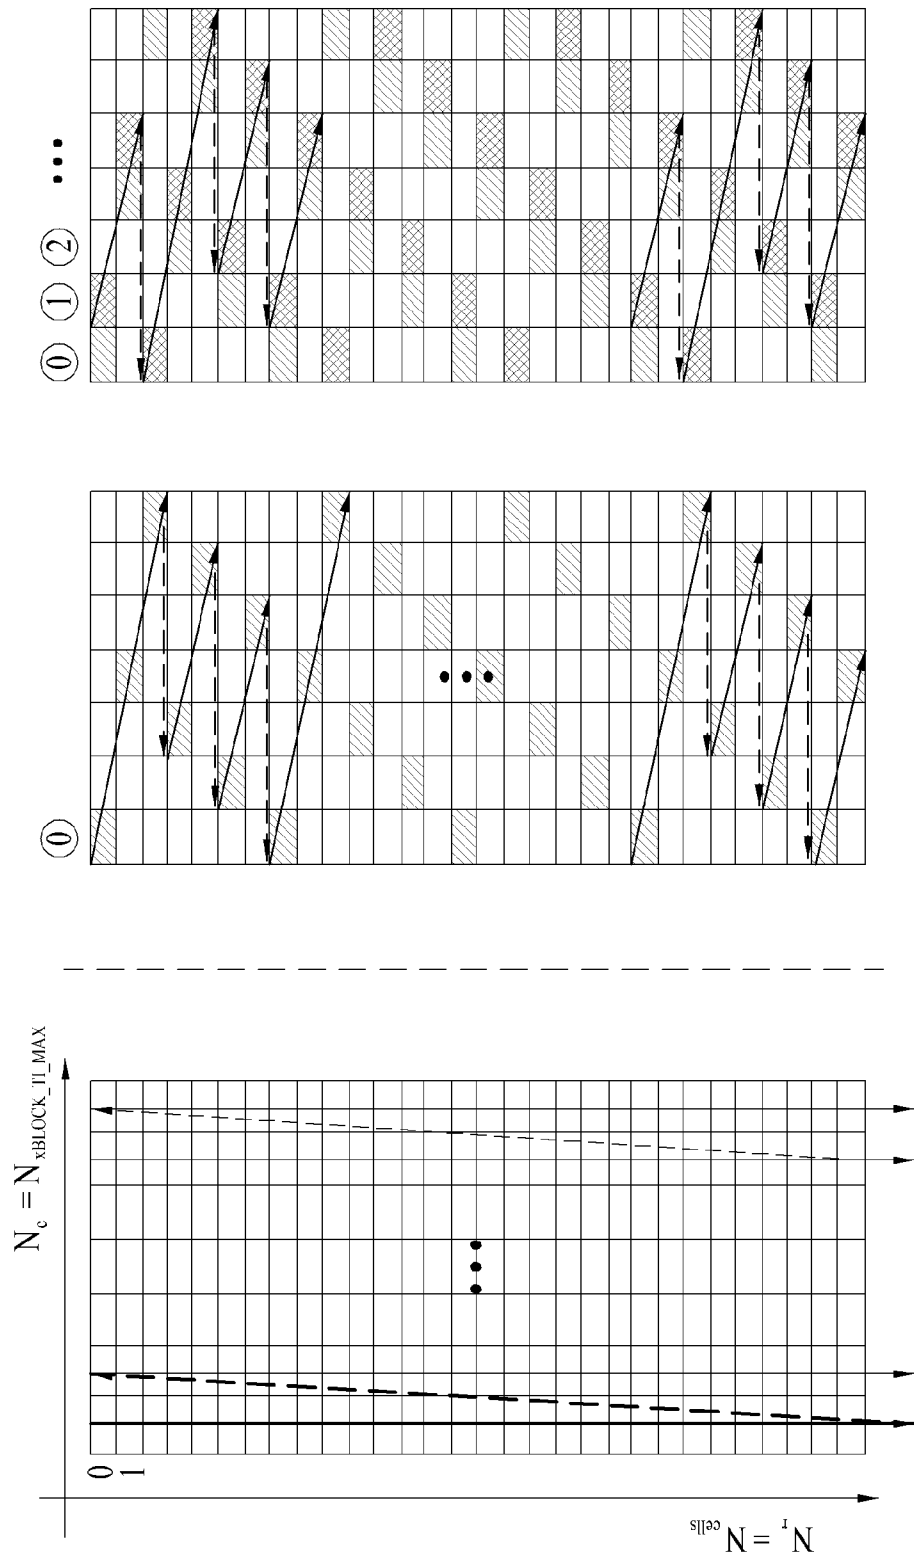 ⓪ ① ② •••
⓪
N_c = N_xBLOCK_TI_MAX
0
1
N_r = N_cells